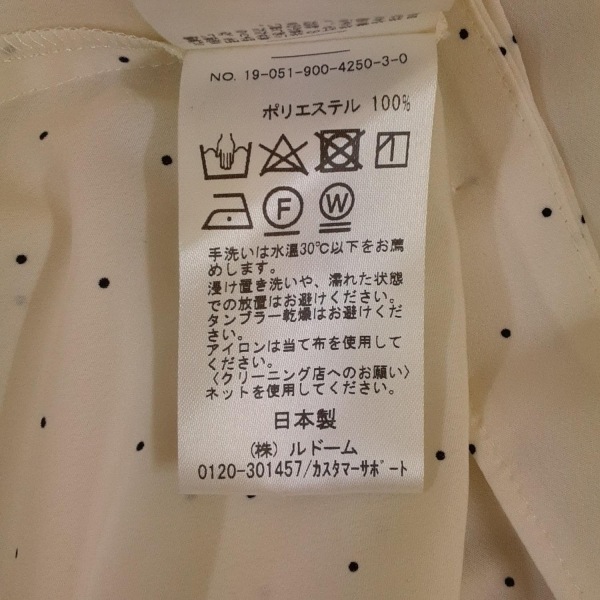 NO. 19-051-900-4250-3-0
ポリエステル 100%
F W
手洗いは水温30℃以下をお薦
めします。
浸け置き洗いや、濡れた状態
での放置はお避けください。
タンブラー乾燥はお避けくだ
さい。
アイロンは当て布を使用して
ください。
〈クリーニング店へのお願い〉
ネットを使用してください。
日本製
(株) ルドーム
0120-301457/カスタマーサポート